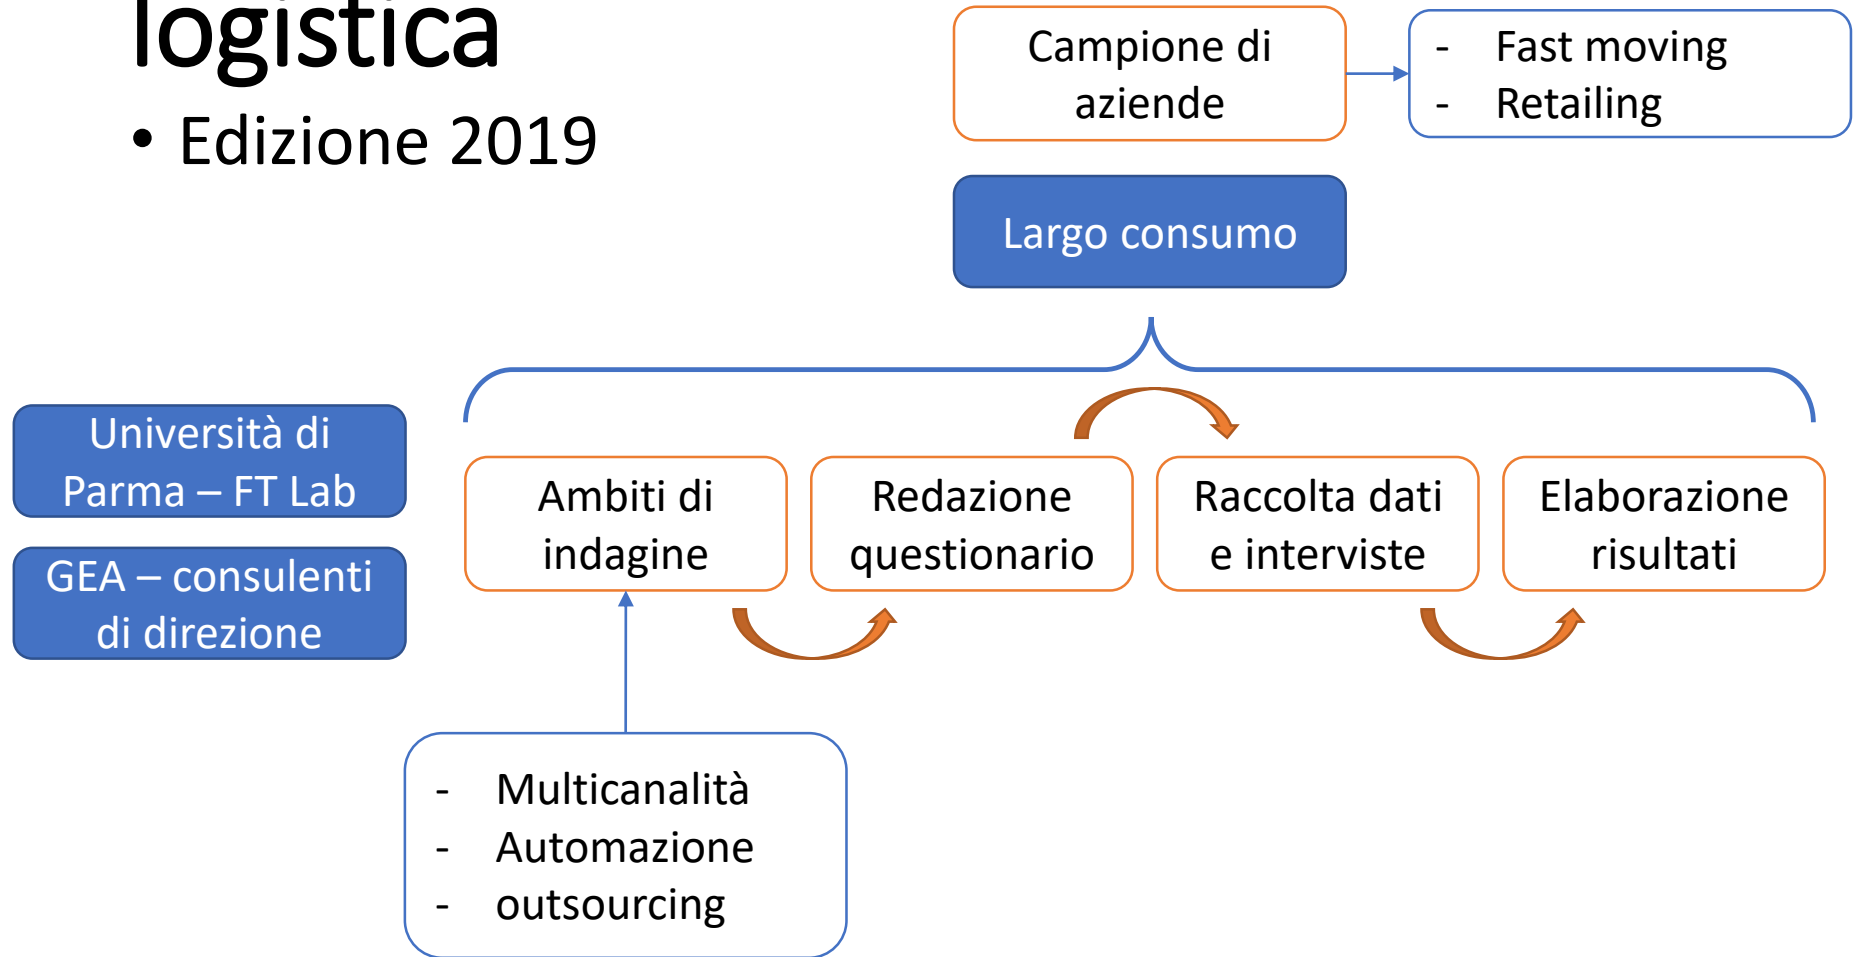 logistica
• Edizione 2019
Campione di
aziende
- Fast moving
- Retailing
Largo consumo
Università di
Parma – FT Lab
GEA – consulenti
di direzione
Ambiti di
indagine
Redazione
questionario
Raccolta dati
e interviste
Elaborazione
risultati
- Multicanalità
- Automazione
- outsourcing